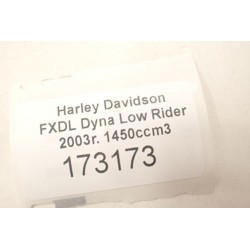 Harley Davidson
FXDL Dyna Low Rider
2003r. 1450ccm3
173173